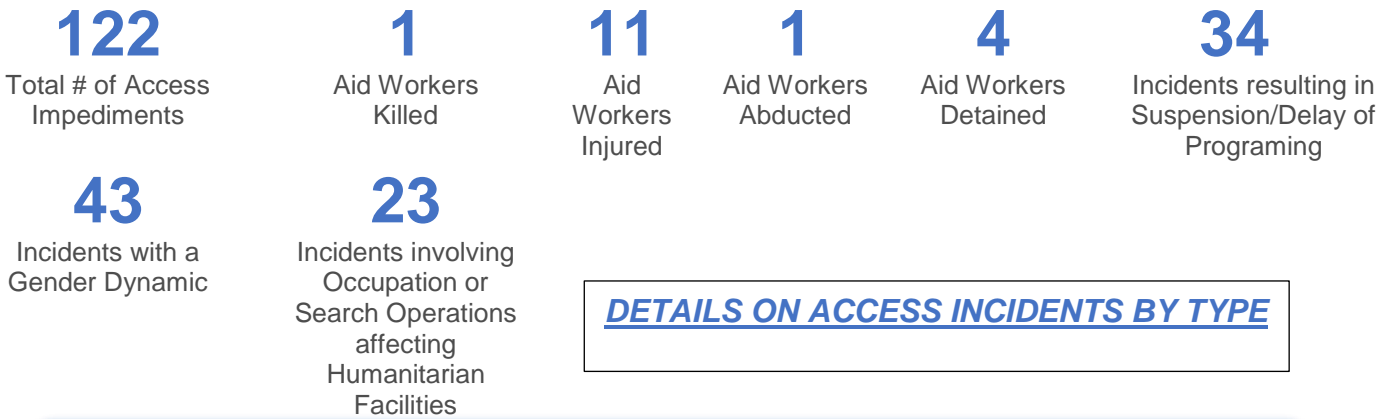 122
Total # of Access
Impediments
1
Aid Workers
Killed
11
Aid
Workers
Injured
1
Aid Workers
Abducted
4
Aid Workers
Detained
34
Incidents resulting in
Suspension/Delay of
Programing
43
Incidents with a
Gender Dynamic
23
Incidents involving
Occupation or
Search Operations
affecting
Humanitarian
Facilities
DETAILS ON ACCESS INCIDENTS BY TYPE